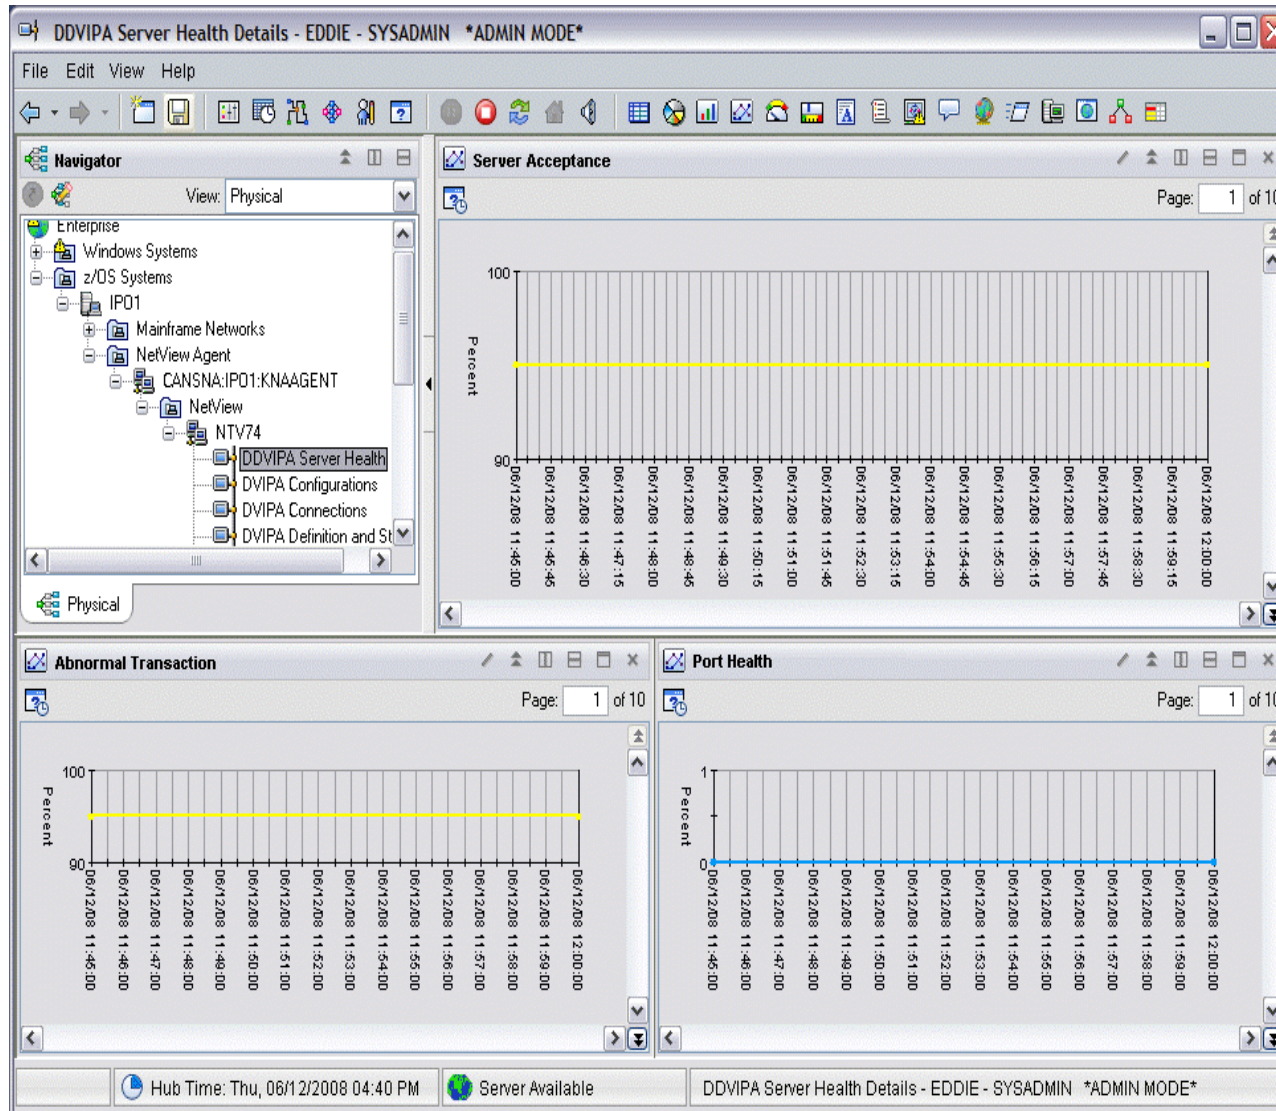 DDVIPA Server Health Details - EDDIE - SYSADMIN *ADMIN MODE*
File Edit View Help
Navigator
View: Physical
Enterprise
Windows Systems
z/OS Systems
IPO1
Mainframe Networks
NetView Agent
CANSNA:IPO1:KNAAGENT
NetView
NTV74
DDVIPA Server Health
DVIPA Configurations
DVIPA Connections
DVIPA Definition and St
Physical
Server Acceptance
Page: 1 of 10
100
Percent
90
06/12/08 11:45:00
06/12/08 11:45:45
06/12/08 11:46:30
06/12/08 11:47:15
06/12/08 11:48:00
06/12/08 11:48:45
06/12/08 11:49:30
06/12/08 11:50:15
06/12/08 11:51:00
06/12/08 11:51:45
06/12/08 11:52:30
06/12/08 11:53:15
06/12/08 11:54:00
06/12/08 11:54:45
06/12/08 11:55:30
06/12/08 11:56:15
06/12/08 11:57:00
06/12/08 11:57:45
06/12/08 11:58:30
06/12/08 11:59:15
06/12/08 12:00:00
Abnormal Transaction
Page: 1 of 10
100
Percent
90
06/12/08 11:45:00
06/12/08 11:46:00
06/12/08 11:47:00
06/12/08 11:48:00
06/12/08 11:49:00
06/12/08 11:50:00
06/12/08 11:51:00
06/12/08 11:52:00
06/12/08 11:53:00
06/12/08 11:54:00
06/12/08 11:55:00
06/12/08 11:56:00
06/12/08 11:57:00
06/12/08 11:58:00
06/12/08 11:59:00
06/12/08 12:00:00
Port Health
Page: 1 of 10
1
Percent
0
06/12/08 11:45:00
06/12/08 11:46:00
06/12/08 11:47:00
06/12/08 11:48:00
06/12/08 11:49:00
06/12/08 11:50:00
06/12/08 11:51:00
06/12/08 11:52:00
06/12/08 11:53:00
06/12/08 11:54:00
06/12/08 11:55:00
06/12/08 11:56:00
06/12/08 11:57:00
06/12/08 11:58:00
06/12/08 11:59:00
06/12/08 12:00:00
Hub Time: Thu, 06/12/2008 04:40 PM
Server Available
DDVIPA Server Health Details - EDDIE - SYSADMIN *ADMIN MODE*